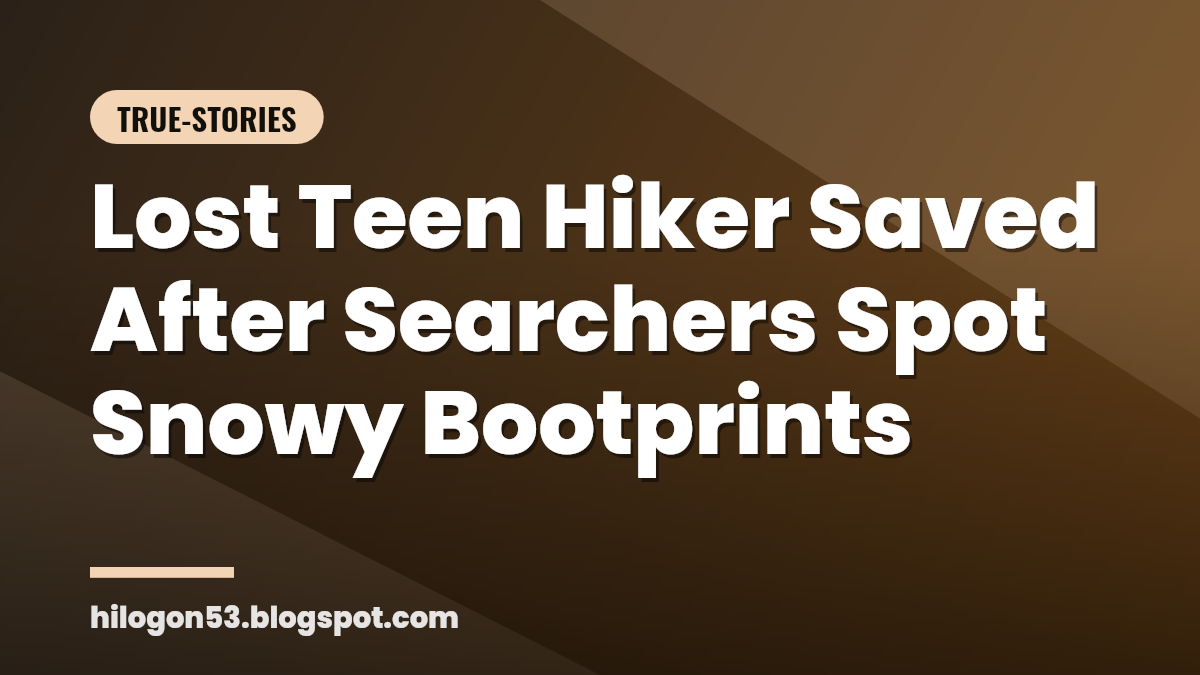 TRUE-STORIES
Lost Teen Hiker Saved
After Searchers Spot
Snowy Bootprints
hilogon53.blogspot.com